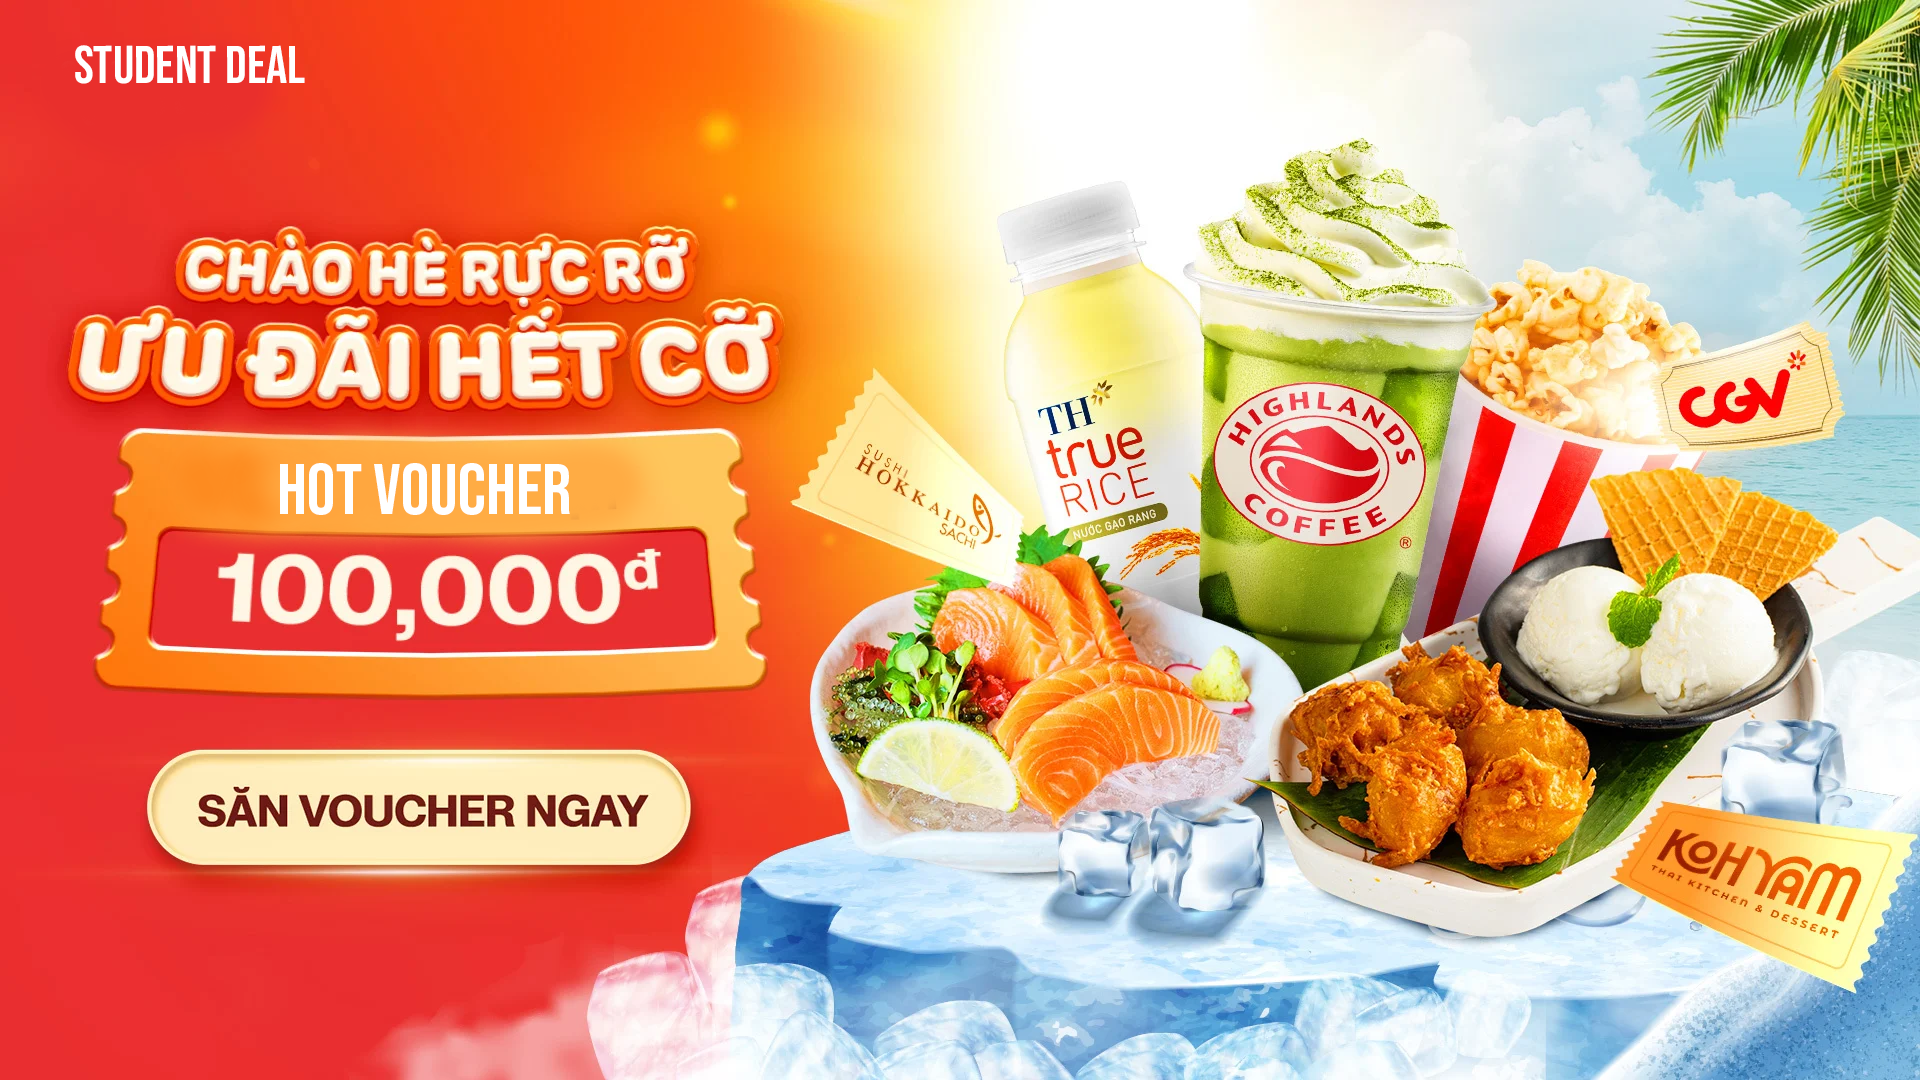 STUDENT DEAL
CHÀO HÈ RỰC RỠ
ƯU ĐÃI HẾT CỠ
HOT VOUCHER
100,000đ
SĂN VOUCHER NGAY
SUSHI
HOKKAIDO
SACHI
TH
true
RICE
NƯỚC GẠO RANG
HIGHLANDS
COFFEE
®
CGV
KOHYAM
THAI KITCHEN & DESSERT